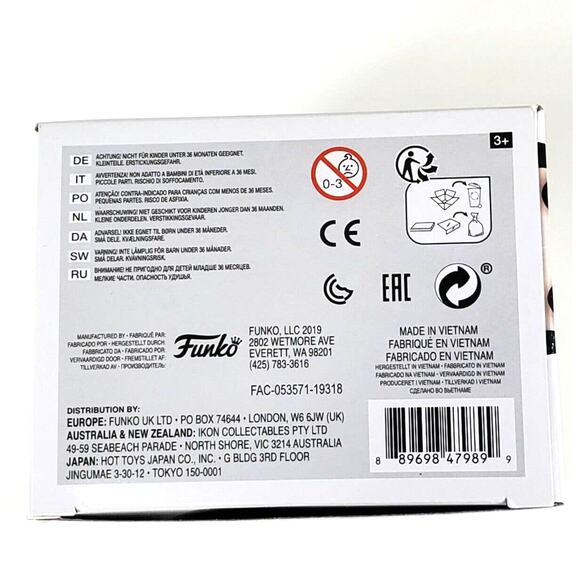 3+
DE ACHTUNG! NICHT FÜR KINDER UNTER 36 MONATEN GEEIGNET.
KLEINTEILE. ERSTICKUNGSGEFAHR.
IT AVVERTENZA! NON ADATTO A BAMBINI DI ETÀ INFERIORE A 36 MESI.
PICCOLE PARTI. RISCHIO DI SOFFOCAMENTO.
PO ATENÇÃO! CONTRA-INDICADO PARA CRIANÇAS COM MENOS DE 36 MESES.
PEQUENAS PARTES. RISCO DE ASFIXIA.
NL WAARSCHUWING! NIET GESCHIKT VOOR KINDEREN JONGER DAN 36 MAANDEN.
KLEINE ONDERDELEN. VERSTIKKINGSGEVAAR.
DA ADVARSEL! IKKE EGNET TIL BØRN UNDER 36 MÅNEDER.
SMÅ DELE. KVÆLNINGSFARE.
SW VARNING! INTE LÄMPLIG FÖR BARN UNDER 36 MÅNADER.
SMÅ DELAR. KVÄVNINGSRISK.
RU ВНИМАНИЕ! НЕ ПРИГОДНО ДЛЯ ДЕТЕЙ МЛАДШЕ 36 МЕСЯЦЕВ.
МЕЛКИЕ ЧАСТИ. ОПАСНОСТЬ УДУШЬЯ.
0-3
CE
EAC
®
MANUFACTURED BY • FABRIQUÉ PAR:
FABRICADO POR • HERGESTELLT DURCH:
FABBRICATO DA • FABRICADO POR:
VERVAARDIGD DOOR • FREMSTILLET AF:
TILLVERKAD AV • ПРОИЗВОДИТЕЛЬ:
Funko
FUNKO, LLC 2019
2802 WETMORE AVE
EVERETT, WA 98201
(425) 783-3616
FAC-053571-19318
MADE IN VIETNAM
FABRIQUÉ EN VIETNAM
FABRICADO EN VIETNAM
HERGESTELLT IN VIETNAM • FABBRICATO IN VIETNAM
FABRICADO NA VIETNAM • VERVAARDIGD IN VIETNAM
PRODUCERET I VIETNAM • TILLVERKAD I VIETNAM
СДЕЛАНО ВО ВЬЕТНАМЕ
DISTRIBUTION BY:
EUROPE: FUNKO UK LTD • PO BOX 74644 • LONDON, W6 6JW (UK)
AUSTRALIA & NEW ZEALAND: IKON COLLECTABLES PTY LTD
49-59 SEABEACH PARADE • NORTH SHORE, VIC 3214 AUSTRALIA
JAPAN: HOT TOYS JAPAN CO., INC. • G BLDG 3RD FLOOR
JINGUMAE 3-30-12 • TOKYO 150-0001
8 89698 47989 9